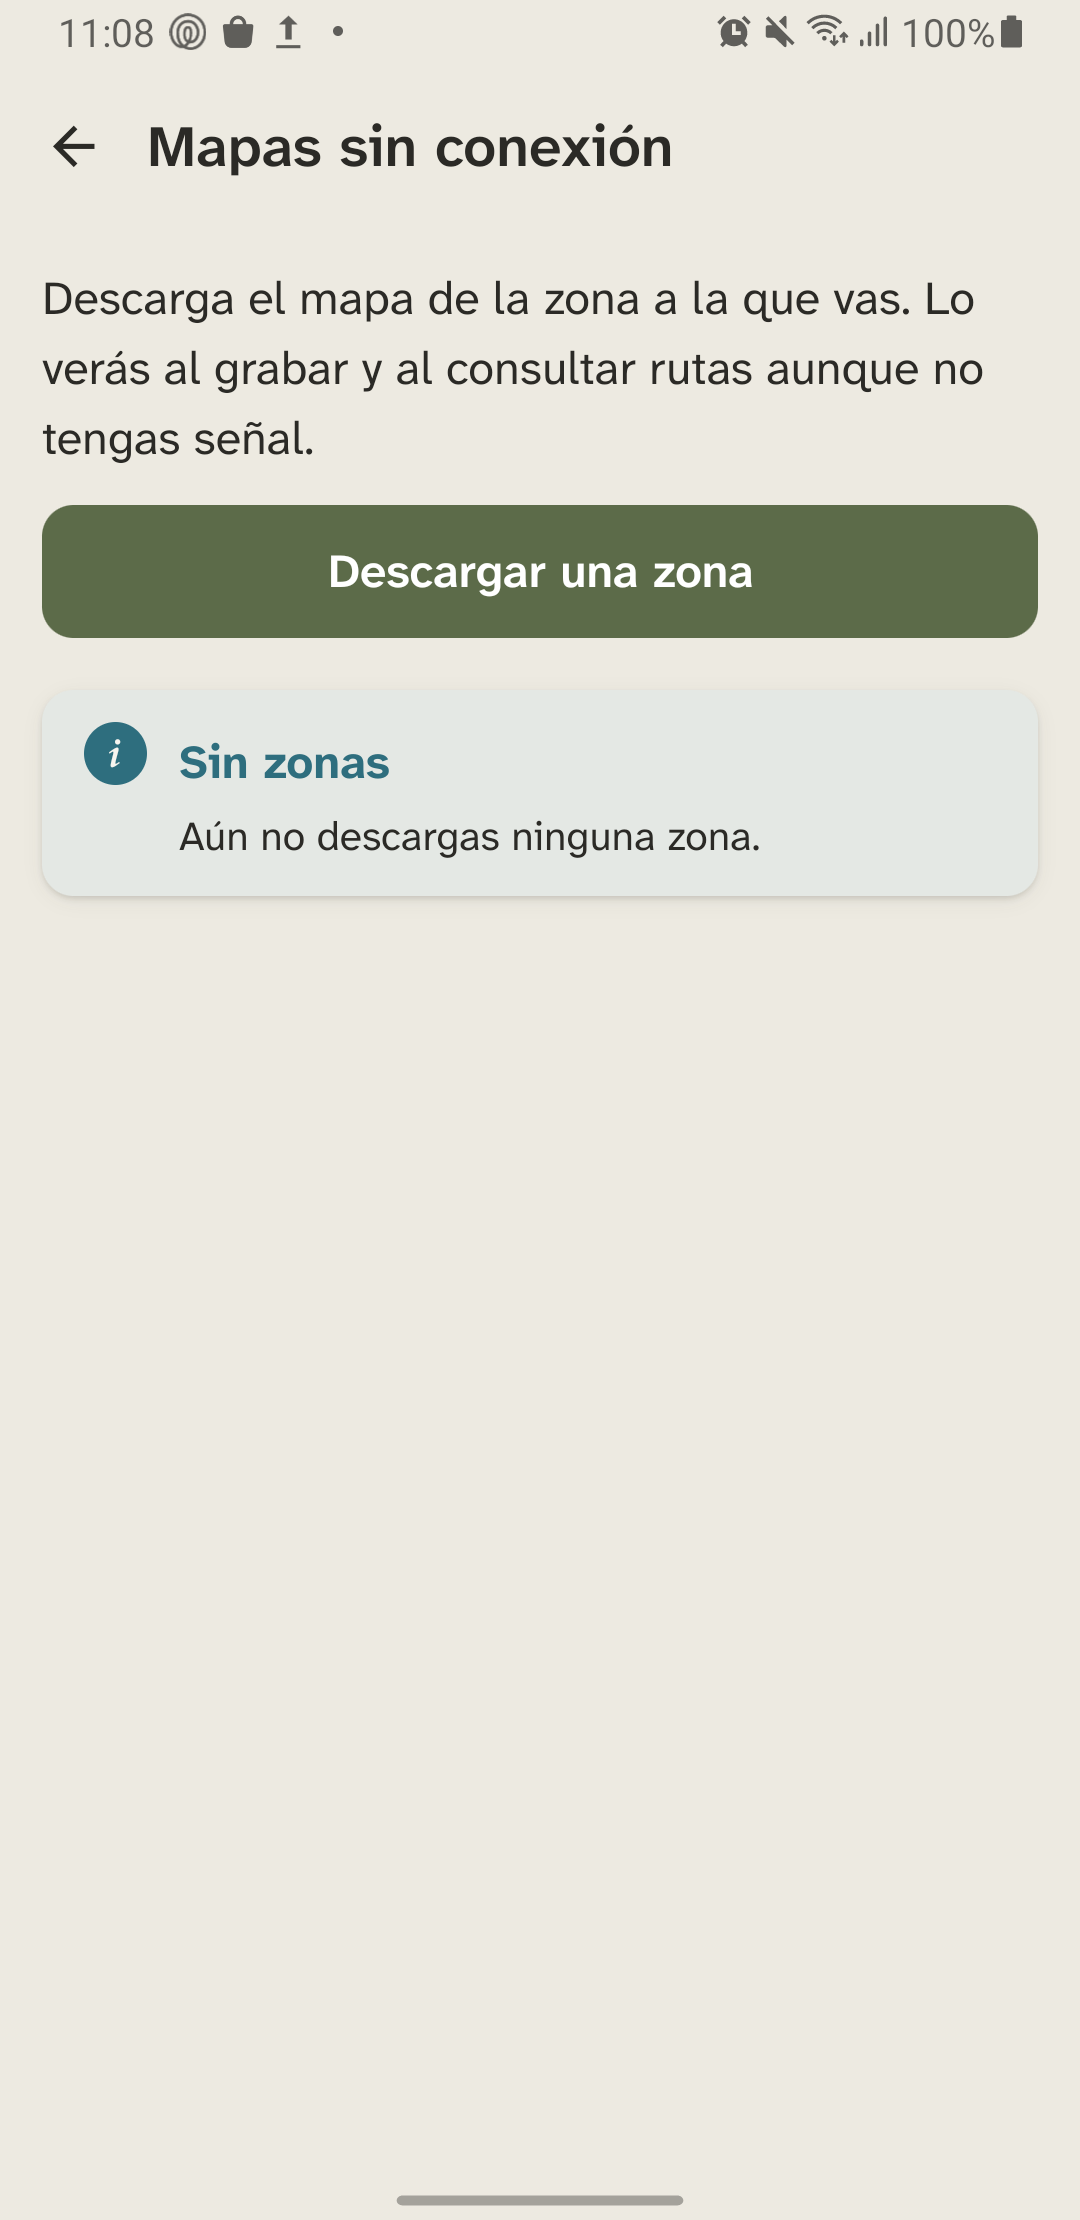 11:08
100%
Mapas sin conexión
Descarga el mapa de la zona a la que vas. Lo
verás al grabar y al consultar rutas aunque no
tengas señal.
Descargar una zona
i
Sin zonas
Aún no descargas ninguna zona.